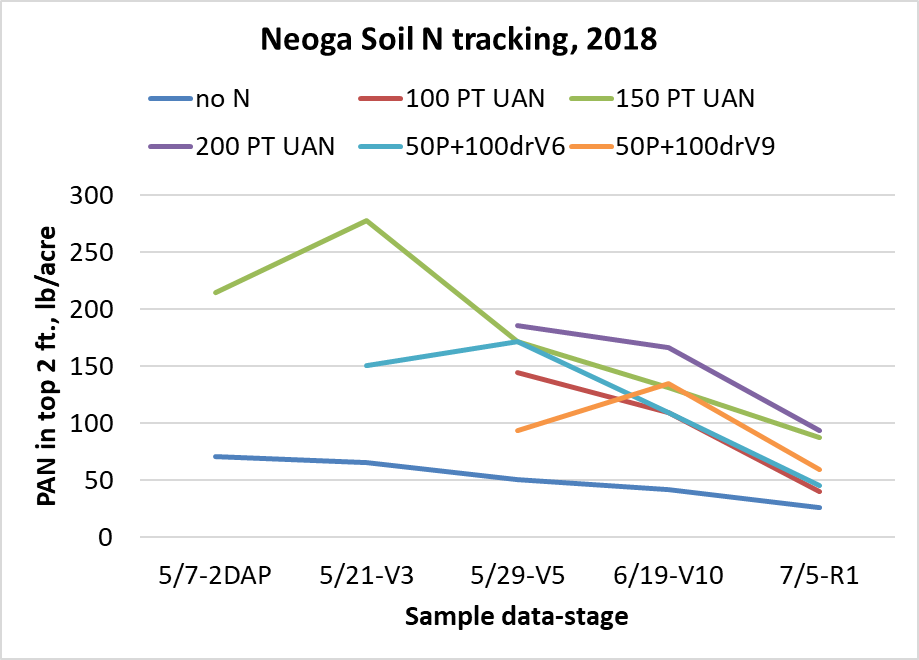 Neoga Soil N tracking, 2018
no N
100 PT UAN
150 PT UAN
200 PT UAN
50P+100drV6
50P+100drV9
PAN in top 2 ft., lb/acre
300
250
200
150
100
50
0
5/7-2DAP
5/21-V3
5/29-V5
6/19-V10
7/5-R1
Sample data-stage